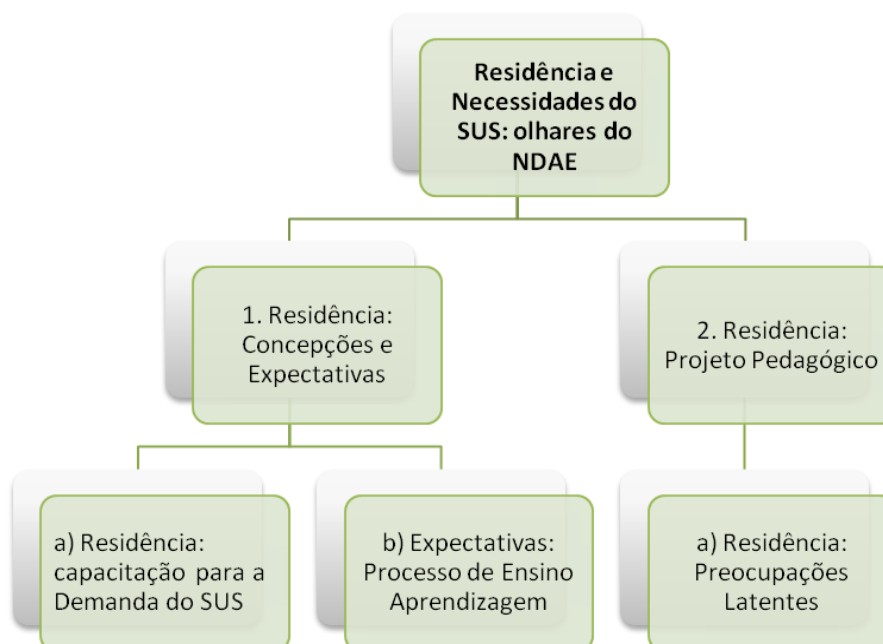 Residência e
Necessidades do
SUS: olhares do
NDAE
1. Residência:
Concepções e
Expectativas
2. Residência:
Projeto Pedagógico
a) Residência:
capacitação para a
Demanda do SUS
b) Expectativas:
Processo de Ensino
Aprendizagem
a) Residência:
Preocupações
Latentes